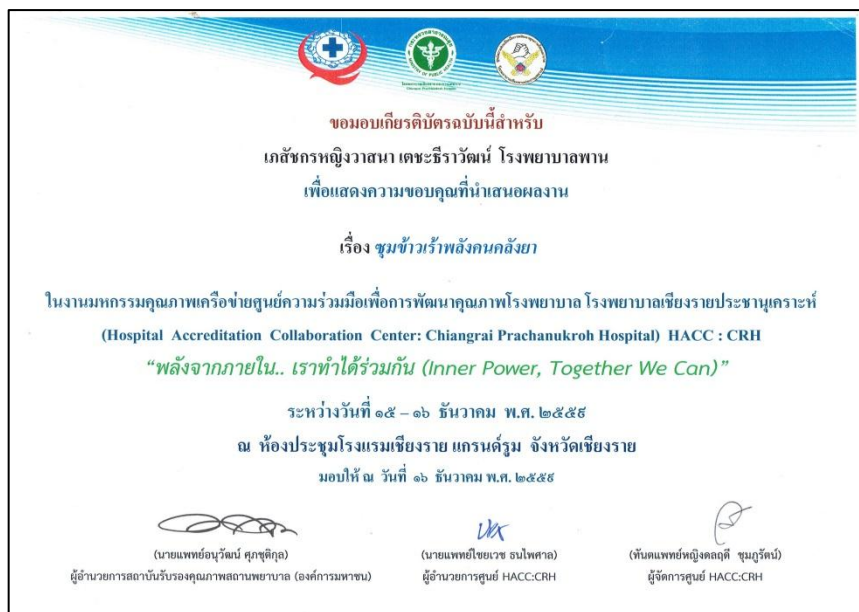 ขอมอบเกียรติบัตรฉบับนี้สำหรับ
เภสัชกรหญิงวาสนา เตชะธีราวัฒน์ โรงพยาบาลพาน
เพื่อแสดงความขอบคุณที่นำเสนอผลงาน
เรื่อง ซุมข้าวเร้าพลังคนคลังยา
ในงานมหกรรมคุณภาพเครือข่ายศูนย์ความร่วมมือเพื่อการพัฒนาคุณภาพโรงพยาบาล โรงพยาบาลเชียงรายประชานุเคราะห์
(Hospital Accreditation Collaboration Center: Chiangrai Prachanukroh Hospital) HACC : CRH
“พลังจากภายใน.. เราทำได้ร่วมกัน (Inner Power, Together We Can)”
ระหว่างวันที่ ๑๕ – ๑๖ ธันวาคม พ.ศ. ๒๕๕๙
ณ ห้องประชุมโรงแรมเชียงราย แกรนด์รูม จังหวัดเชียงราย
มอบให้ ณ วันที่ ๑๖ ธันวาคม พ.ศ. ๒๕๕๙
(นายแพทย์อนุวัฒน์ ศุภชุติกุล) (นายแพทย์ไชยเวช ธนไพศาล) (ทันตแพทย์หญิงดลฤดี ชุมภูรัตน์)
ผู้อำนวยการสถาบันรับรองคุณภาพสถานพยาบาล (องค์การมหาชน) ผู้อำนวยการศูนย์ HACC:CRH ผู้จัดการศูนย์ HACC:CRH